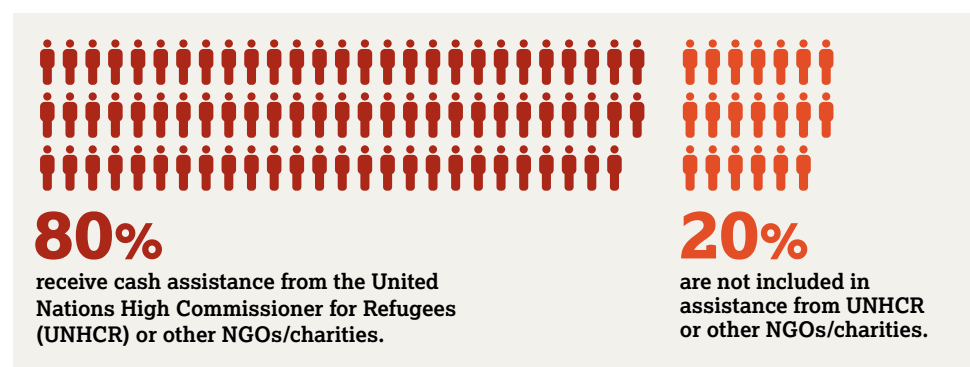 80%
receive cash assistance from the United
Nations High Commissioner for Refugees
(UNHCR) or other NGOs/charities.
20%
are not included in
assistance from UNHCR
or other NGOs/charities.